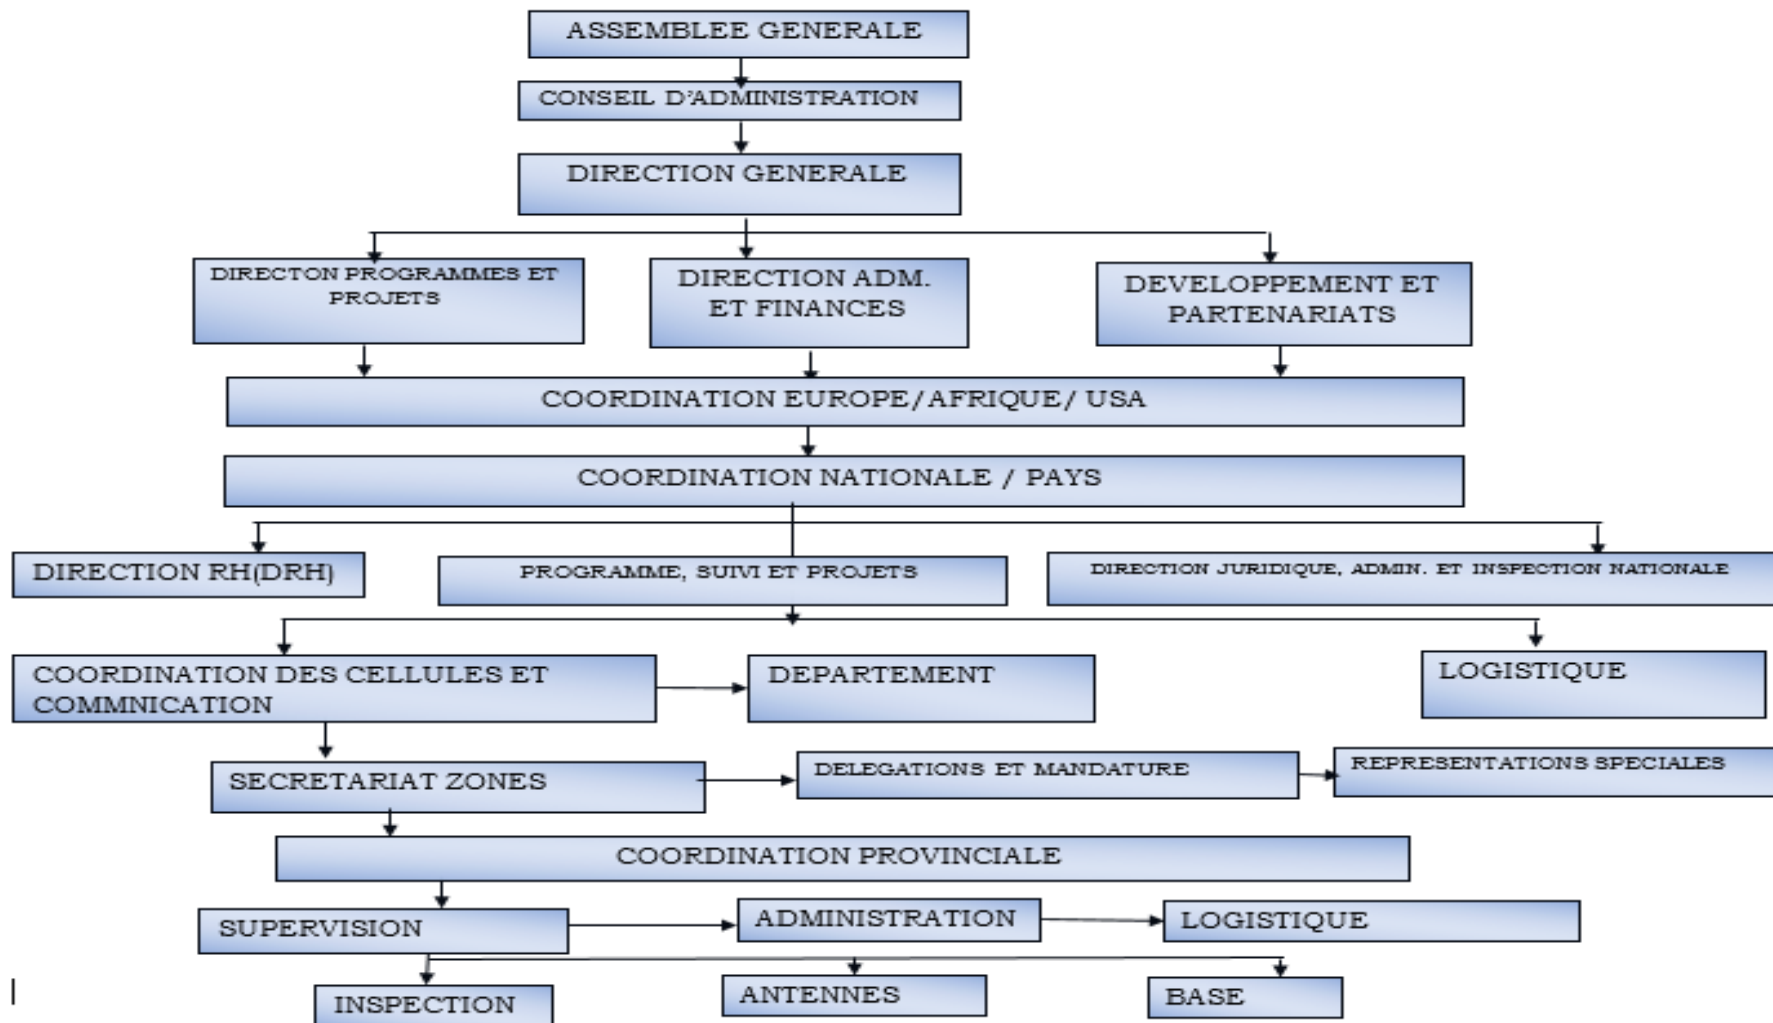 ASSEMBLEE GENERALE
CONSEIL D'ADMINISTRATION
DIRECTION GENERALE
DIRECTON PROGRAMMES ET
PROJETS
DIRECTION ADM.
ET FINANCES
DEVELOPPEMENT ET
PARTENARIATS
COORDINATION EUROPE/AFRIQUE/ USA
COORDINATION NATIONALE / PAYS
DIRECTION RH(DRH)
PROGRAMME, SUIVI ET PROJETS
DIRECTION JURIDIQUE, ADMIN. ET INSPECTION NATIONALE
COORDINATION DES CELLULES ET
COMMNICATION
DEPARTEMENT
LOGISTIQUE
SECRETARIAT ZONES
DELEGATIONS ET MANDATURE
REPRESENTATIONS SPECIALES
COORDINATION PROVINCIALE
SUPERVISION
ADMINISTRATION
LOGISTIQUE
INSPECTION
ANTENNES
BASE